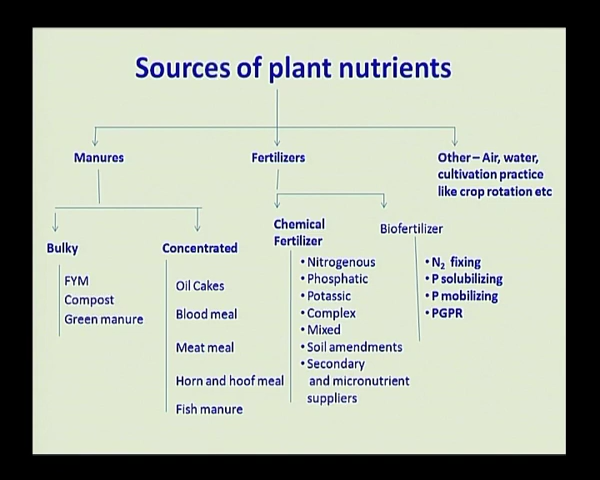 Sources of plant nutrients
Manures
Fertilizers
Other – Air, water,
cultivation practice
like crop rotation etc
Bulky
FYM
Compost
Green manure
Concentrated
Oil Cakes
Blood meal
Meat meal
Horn and hoof meal
Fish manure
Chemical
Fertilizer
• Nitrogenous
• Phosphatic
• Potassic
• Complex
• Mixed
• Soil amendments
• Secondary
and micronutrient
suppliers
Biofertilizer
• N₂ fixing
• P solubilizing
• P mobilizing
• PGPR